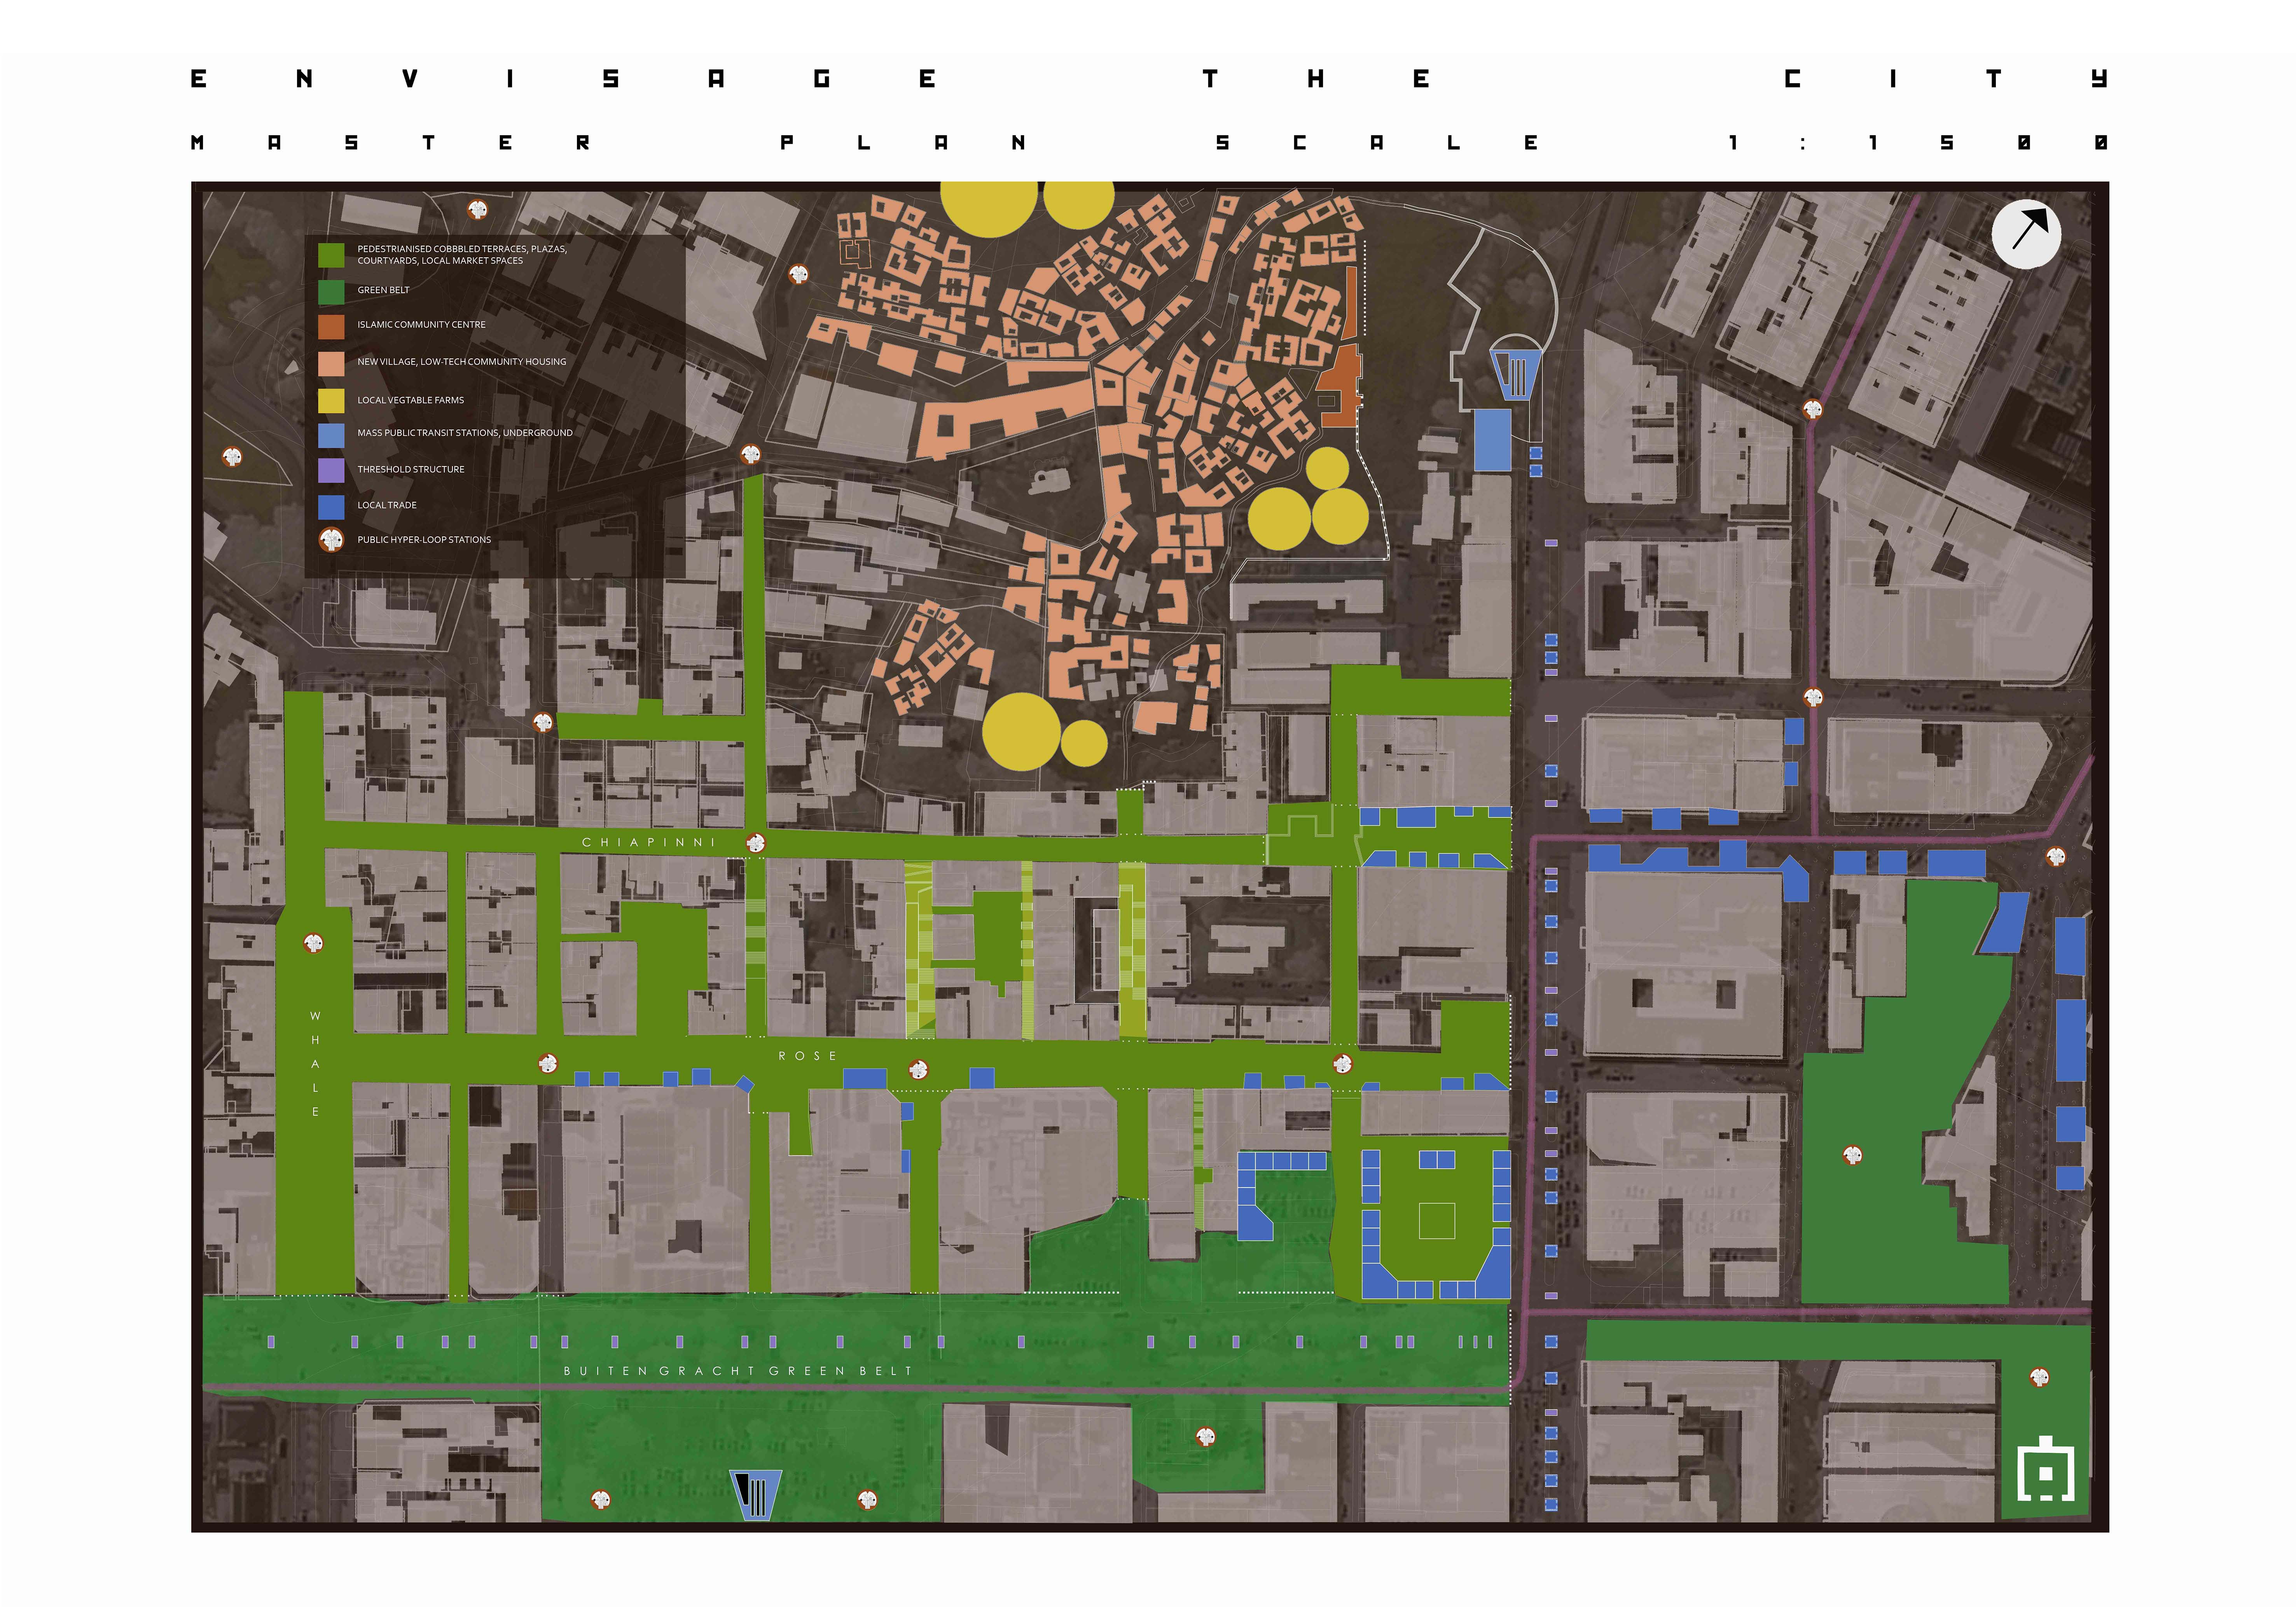 ENVISAGE THE CITY
MASTER PLAN SCALE 1:1500
PEDESTRIANISED COBBBLED TERRACES, PLAZAS,
COURTYARDS, LOCAL MARKET SPACES
GREEN BELT
ISLAMIC COMMUNITY CENTRE
NEW VILLAGE, LOW-TECH COMMUNITY HOUSING
LOCAL VEGTABLE FARMS
MASS PUBLIC TRANSIT STATIONS, UNDERGROUND
THRESHOLD STRUCTURE
LOCAL TRADE
PUBLIC HYPER-LOOP STATIONS
CHIAPINNI
WHALE
ROSE
BUITENGRACHT GREEN BELT